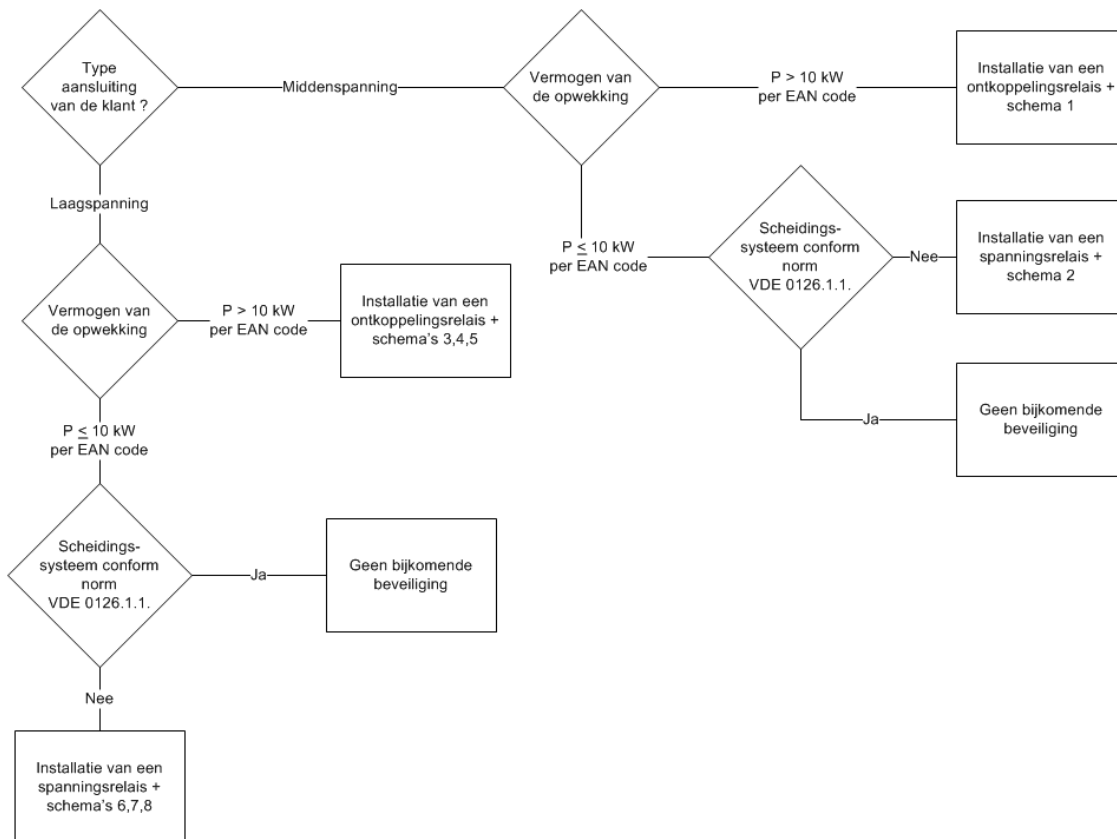 Type
aansluiting
van de klant ?
Middenspanning
Vermogen van
de opwekking
P > 10 kW
per EAN code
Installatie van een
ontkoppelingsrelais +
schema 1
Laagspanning
P ≤ 10 kW
per EAN code
Scheidings-
systeem conform
norm
VDE 0126.1.1.
Nee
Installatie van een
spanningsrelais +
schema 2
Ja
Geen bijkomende
beveiliging
Vermogen van
de opwekking
P > 10 kW
per EAN code
Installatie van een
ontkoppelingsrelais +
schema's 3,4,5
P ≤ 10 kW
per EAN code
Scheidings-
systeem conform
norm
VDE 0126.1.1.
Ja
Geen bijkomende
beveiliging
Nee
Installatie van een
spanningsrelais +
schema's 6,7,8